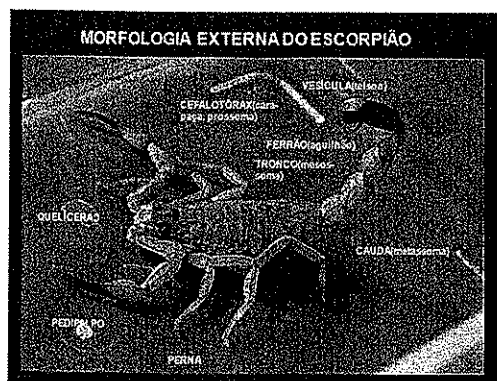 MORFOLOGIA EXTERNA DO ESCORPIÃO
VESÍCULA(telson)
CEFALOTÓRAX(cara-
paça, prossoma)
FERRÃO(aguilhão)
TRONCO(mesos-
soma)
QUELÍCERAS
CAUDA(metassoma)
PEDIPALPO
PERNA